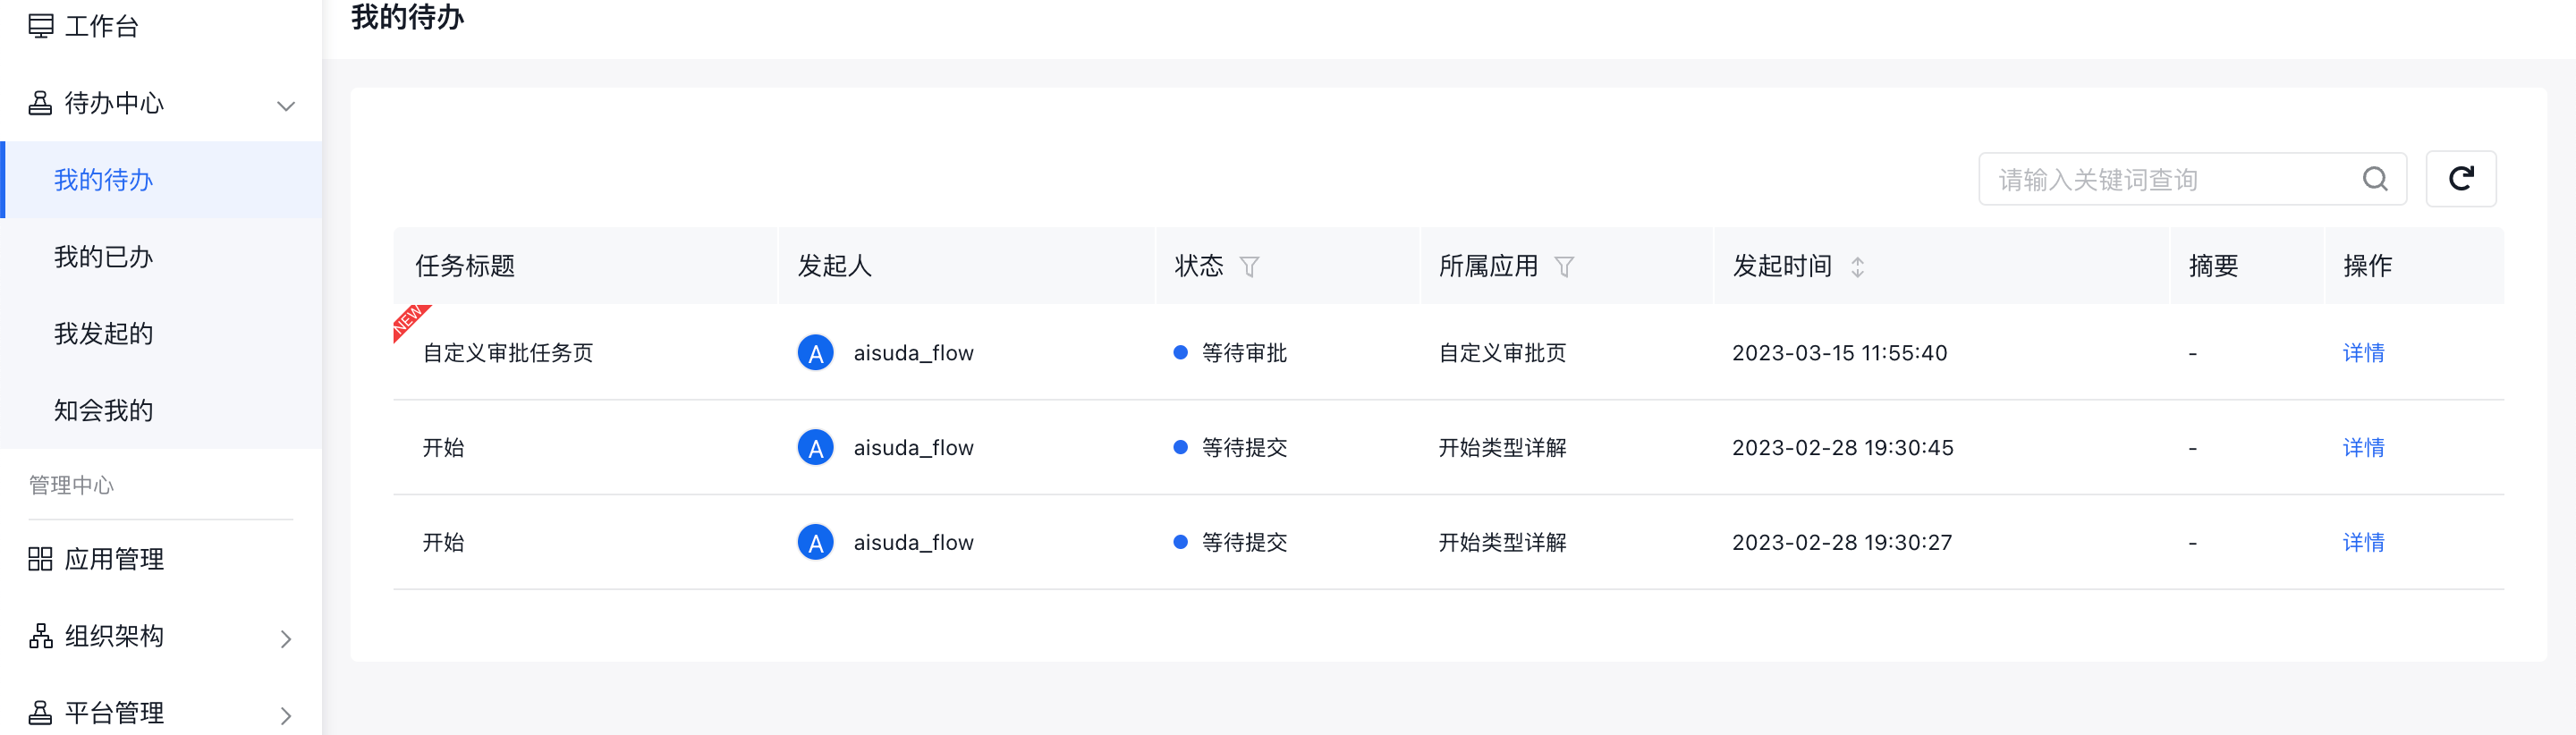 工作台
待办中心
我的待办
我的已办
我发起的
知会我的
管理中心
应用管理
组织架构
平台管理
我的待办
请输入关键词查询
任务标题 发起人 状态 所属应用 发起时间 摘要 操作
NEW
自定义审批任务页 A aisuda_flow 等待审批 自定义审批页 2023-03-15 11:55:40 - 详情
开始 A aisuda_flow 等待提交 开始类型详解 2023-02-28 19:30:45 - 详情
开始 A aisuda_flow 等待提交 开始类型详解 2023-02-28 19:30:27 - 详情